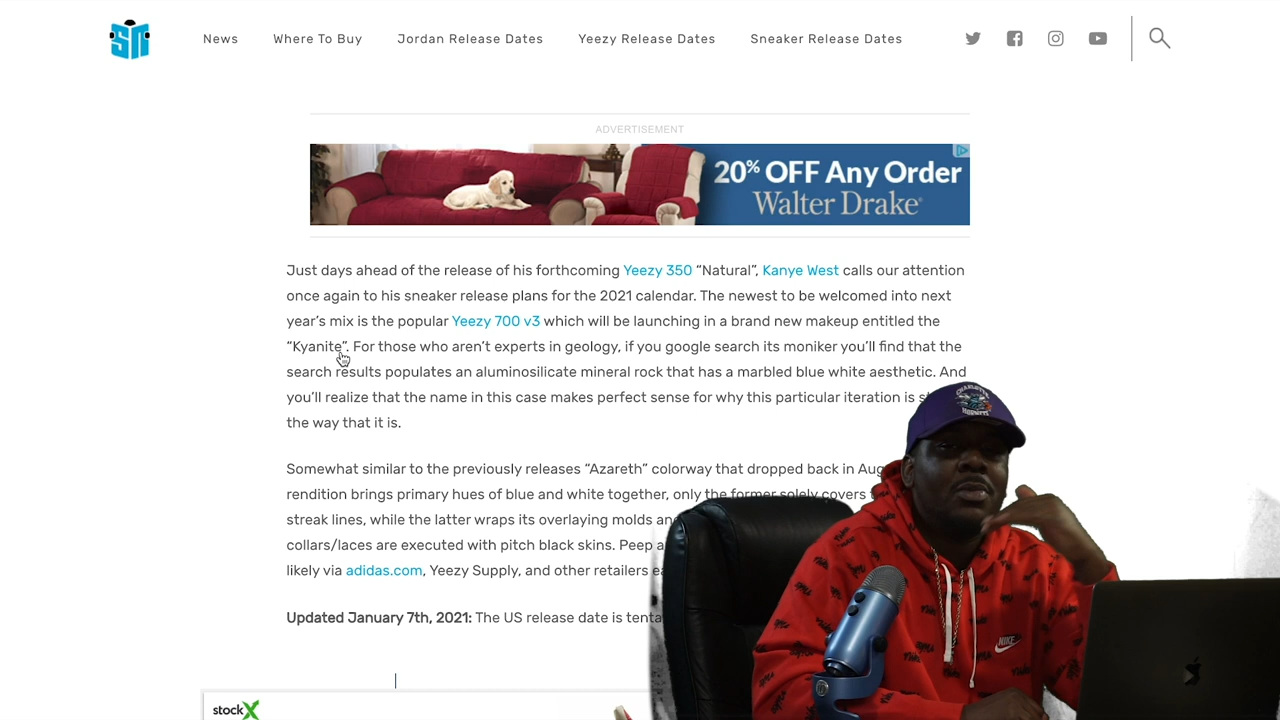 SN
News Where To Buy Jordan Release Dates Yeezy Release Dates Sneaker Release Dates
ADVERTISEMENT
20% OFF Any Order
Walter Drake®
Just days ahead of the release of his forthcoming Yeezy 350 “Natural”, Kanye West calls our attention
once again to his sneaker release plans for the 2021 calendar. The newest to be welcomed into next
year’s mix is the popular Yeezy 700 v3 which will be launching in a brand new makeup entitled the
“Kyanite”. For those who aren’t experts in geology, if you google search its moniker you’ll find that the
search results populates an aluminosilicate mineral rock that has a marbled blue white aesthetic. And
you’ll realize that the name in this case makes perfect sense for why this particular iteration is
the way that it is.
Somewhat similar to the previously releases “Azareth” colorway that dropped back in
rendition brings primary hues of blue and white together, only the former solely covers
streak lines, while the latter wraps its overlaying molds
collars/laces are executed with pitch black skins. Peep
likely via adidas.com, Yeezy Supply, and other retailers
Updated January 7th, 2021: The US release date is
stockX
CHARLOTTE
HORNETS
NIKE